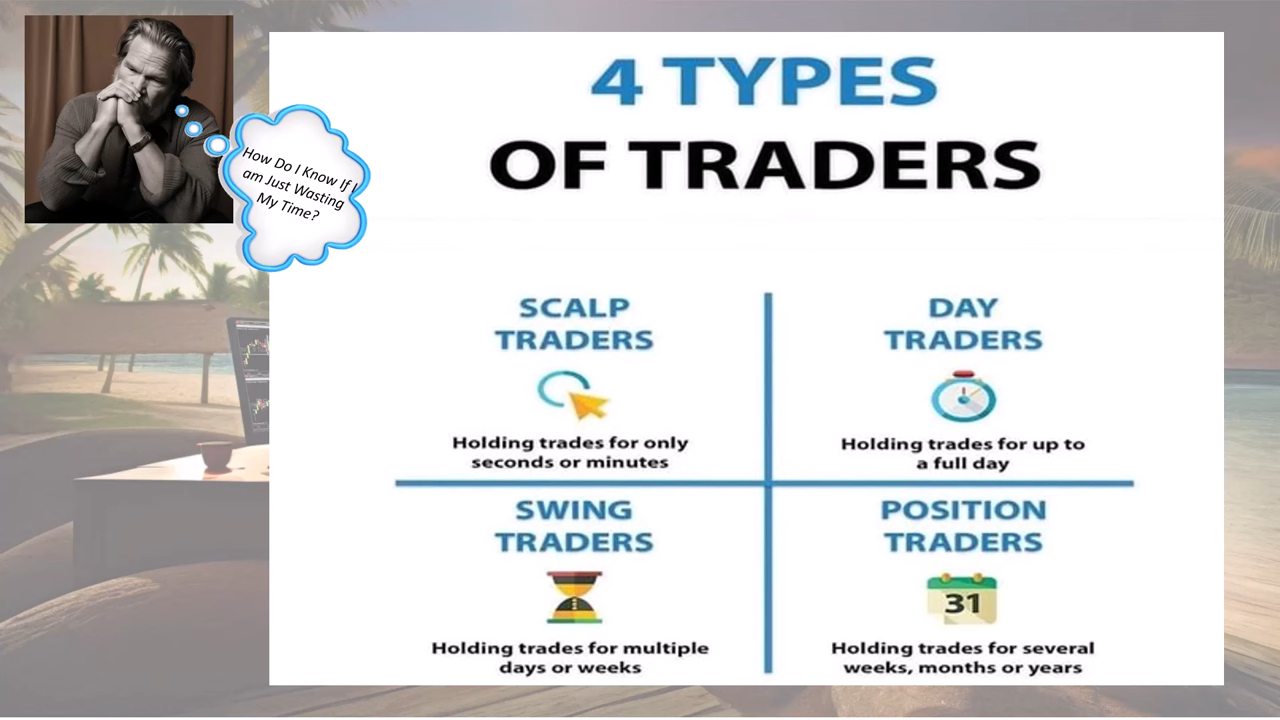 4 TYPES
OF TRADERS
How Do I Know If I
am Just Wasting
My Time?
SCALP
TRADERS
Holding trades for only
seconds or minutes
DAY
TRADERS
Holding trades for up to
a full day
SWING
TRADERS
Holding trades for multiple
days or weeks
POSITION
TRADERS
31
Holding trades for several
weeks, months or years